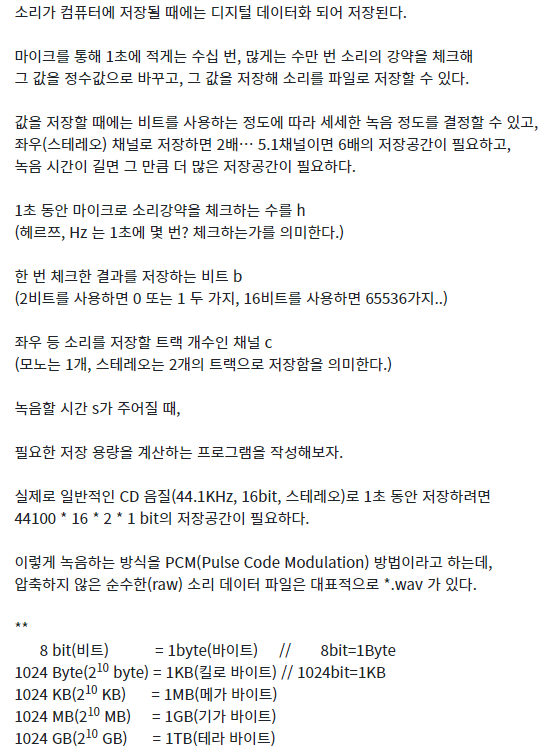 소리가 컴퓨터에 저장될 때에는 디지털 데이터화 되어 저장된다.
마이크를 통해 1초에 적게는 수십 번, 많게는 수만 번 소리의 강약을 체크해
그 값을 정수값으로 바꾸고, 그 값을 저장해 소리를 파일로 저장할 수 있다.
값을 저장할 때에는 비트를 사용하는 정도에 따라 세세한 녹음 정도를 결정할 수 있고,
좌우(스테레오) 채널로 저장하면 2배… 5.1채널이면 6배의 저장공간이 필요하고,
녹음 시간이 길면 그 만큼 더 많은 저장공간이 필요하다.
1초 동안 마이크로 소리강약을 체크하는 수를 h
(헤르쯔, Hz 는 1초에 몇 번? 체크하는가를 의미한다.)
한 번 체크한 결과를 저장하는 비트 b
(2비트를 사용하면 0 또는 1 두 가지, 16비트를 사용하면 65536가지..)
좌우 등 소리를 저장할 트랙 개수인 채널 c
(모노는 1개, 스테레오는 2개의 트랙으로 저장함을 의미한다.)
녹음할 시간 s가 주어질 때,
필요한 저장 용량을 계산하는 프로그램을 작성해보자.
실제로 일반적인 CD 음질(44.1KHz, 16bit, 스테레오)로 1초 동안 저장하려면
44100 * 16 * 2 * 1 bit의 저장공간이 필요하다.
이렇게 녹음하는 방식을 PCM(Pulse Code Modulation) 방법이라고 하는데,
압축하지 않은 순수한(raw) 소리 데이터 파일은 대표적으로 *.wav 가 있다.
**
8 bit(비트) = 1byte(바이트) // 8bit=1Byte
1024 Byte(2¹⁰ byte) = 1KB(킬로 바이트) // 1024bit=1KB
1024 KB(2¹⁰ KB) = 1MB(메가 바이트)
1024 MB(2¹⁰ MB) = 1GB(기가 바이트)
1024 GB(2¹⁰ GB) = 1TB(테라 바이트)